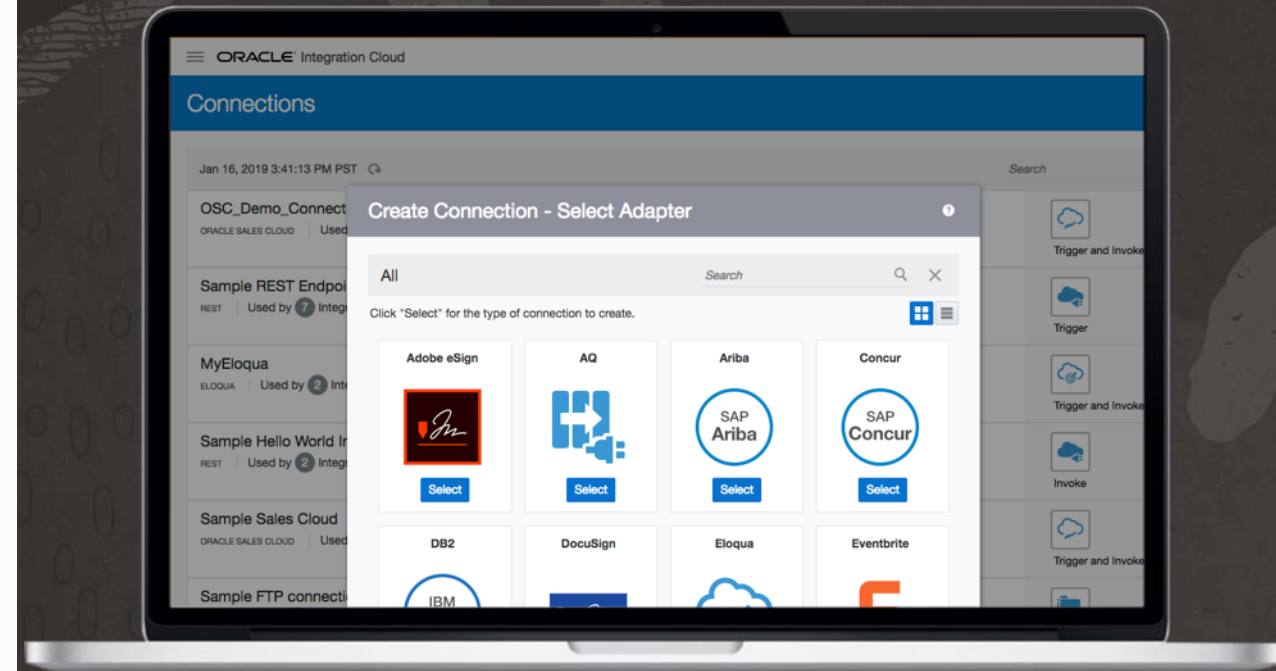 ORACLE Integration Cloud
Connections
Jan 16, 2019 3:41:13 PM PST
Search
OSC_Demo_Connect
ORACLE SALES CLOUD Used
Trigger and Invoke
Sample REST Endpoi
REST Used by 7 Integr
Trigger
MyEloqua
ELOQUA Used by 2 Inte
Trigger and Invoke
Sample Hello World In
REST Used by 2 Integr
Invoke
Sample Sales Cloud
ORACLE SALES CLOUD Used
Trigger and Invoke
Sample FTP connecti
Create Connection - Select Adapter
?
All
Search
Click "Select" for the type of connection to create.
Adobe eSign
AQ
Ariba
Concur
SAP
Ariba
SAP
Concur
Select
Select
Select
Select
DB2
DocuSign
Eloqua
Eventbrite
IBM